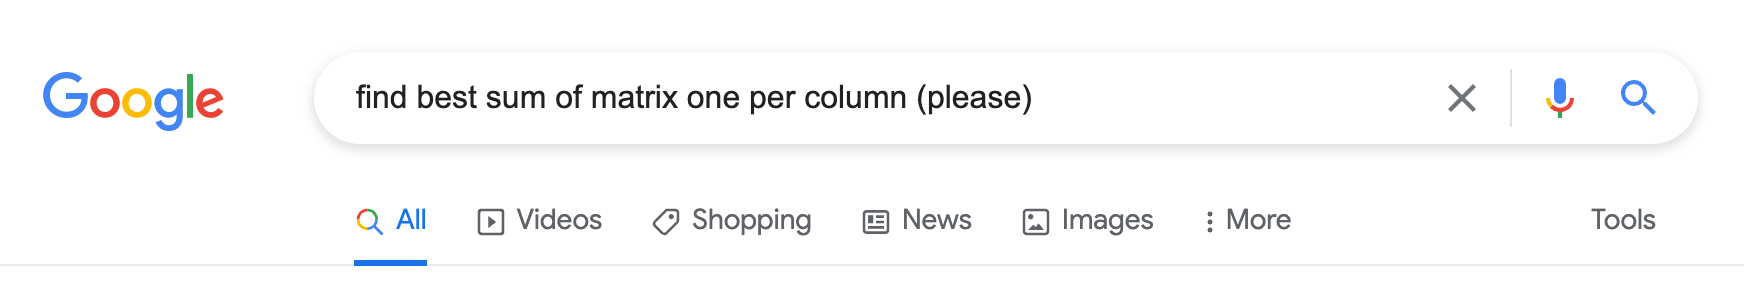 Google find best sum of matrix one per column (please)
All Videos Shopping News Images More Tools